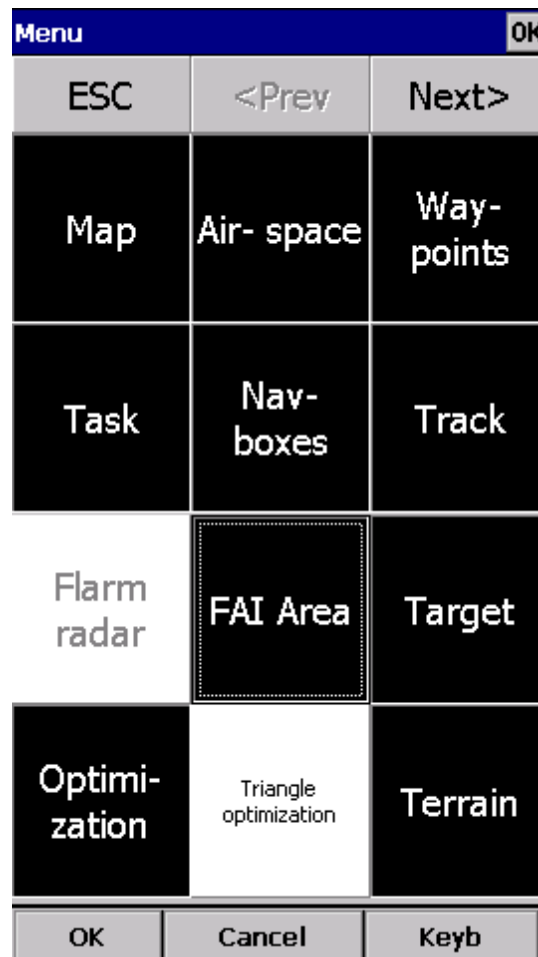 Menu OK
ESC <Prev Next>
Map Air- space Way-
points
Task Nav-
boxes Track
Flarm
radar FAI Area Target
Optimi-
zation Triangle
optimization Terrain
OK Cancel Keyb